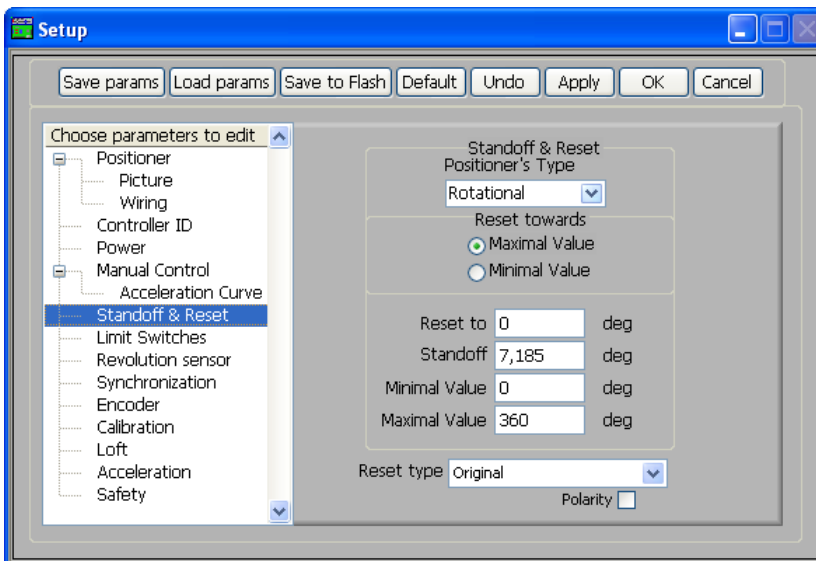 Setup
Save params Load params Save to Flash Default Undo Apply OK Cancel
Choose parameters to edit
Positioner
Picture
Wiring
Controller ID
Power
Manual Control
Acceleration Curve
Standoff & Reset
Limit Switches
Revolution sensor
Synchronization
Encoder
Calibration
Loft
Acceleration
Safety
Standoff & Reset
Positioner's Type
Rotational
Reset towards
Maximal Value
Minimal Value
Reset to 0 deg
Standoff 7,185 deg
Minimal Value 0 deg
Maximal Value 360 deg
Reset type Original
Polarity